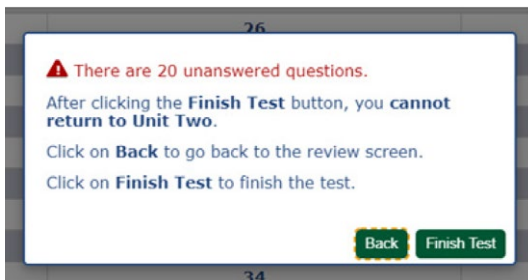 26
There are 20 unanswered questions.
After clicking the Finish Test button, you cannot
return to Unit Two.
Click on Back to go back to the review screen.
Click on Finish Test to finish the test.
Back Finish Test
34